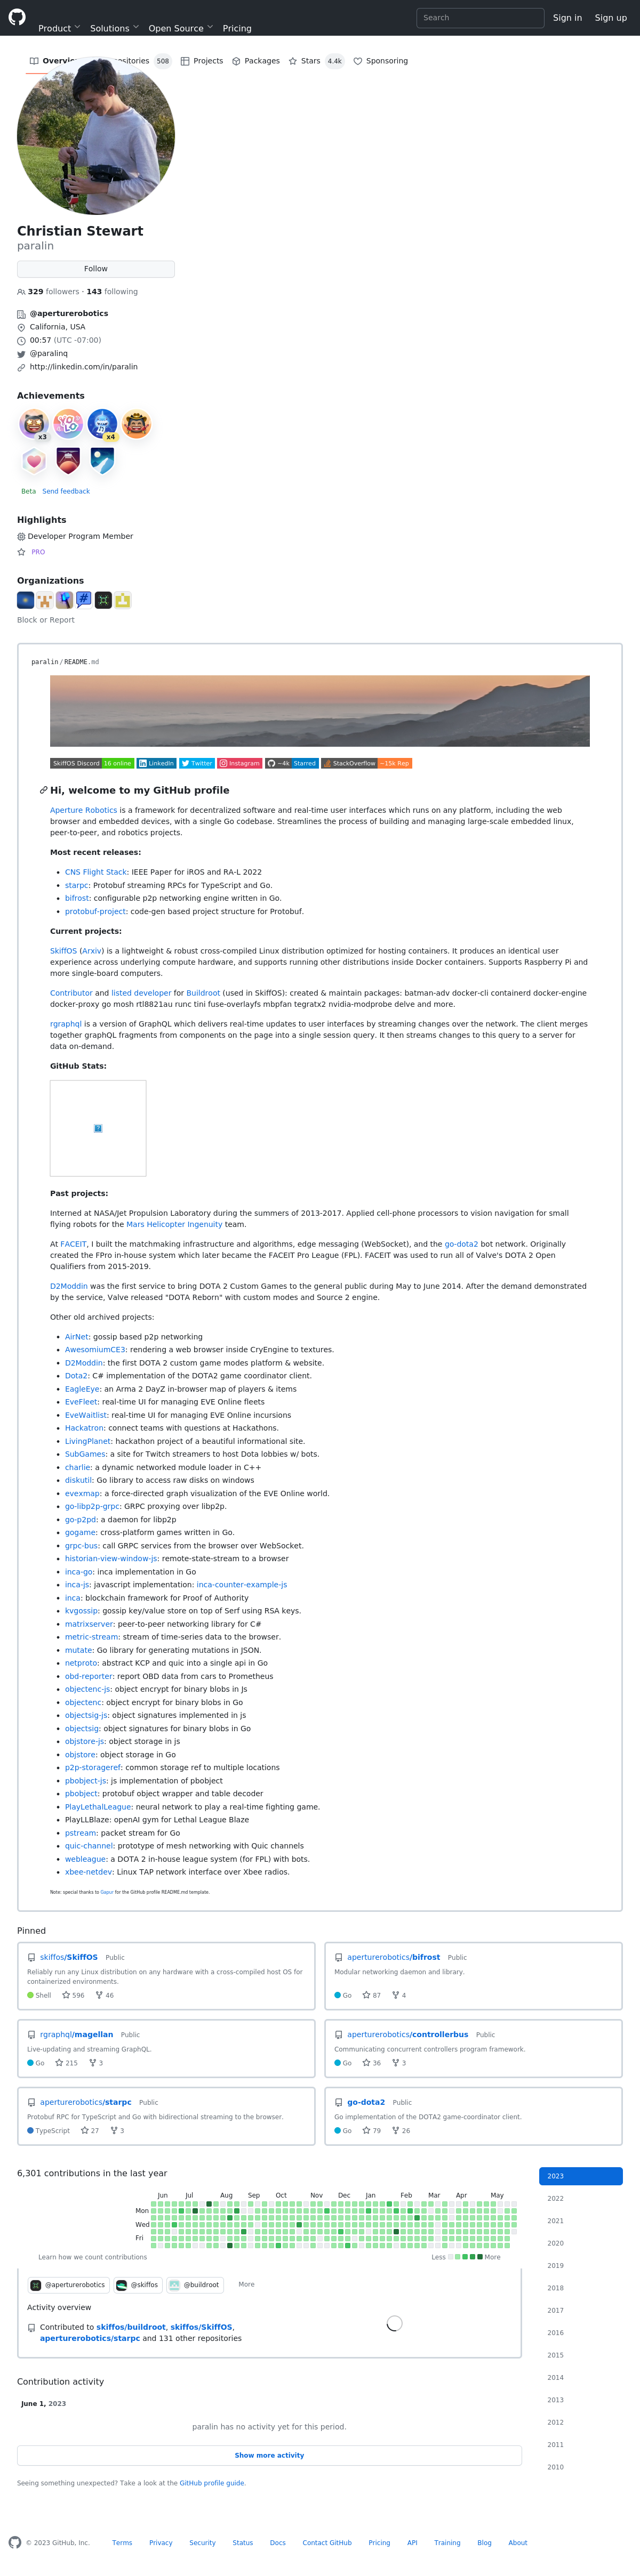 Product
Solutions
Open Source
Pricing
Search
Sign in
Sign up
508
Projects
Packages
Stars
4.4k
Sponsoring
Christian Stewart
paralin
Follow
329 followers · 143 following
@aperturerobotics
California, USA
00:57 (UTC -07:00)
@paralinq
http://linkedin.com/in/paralin
Achievements
x3
YOLO
x4
Beta Send feedback
Highlights
Developer Program Member
PRO
Organizations
Block or Report
paralin/README.md
SkiffOS Discord 16 online LinkedIn Twitter Instagram ~4k Starred StackOverflow ~15k Rep
Hi, welcome to my GitHub profile
Aperture Robotics is a framework for decentralized software and real-time user interfaces which runs on any platform, including the web
browser and embedded devices, with a single Go codebase. Streamlines the process of building and managing large-scale embedded linux,
peer-to-peer, and robotics projects.
Most recent releases:
CNS Flight Stack: IEEE Paper for iROS and RA-L 2022
starpc: Protobuf streaming RPCs for TypeScript and Go.
bifrost: configurable p2p networking engine written in Go.
protobuf-project: code-gen based project structure for Protobuf.
Current projects:
SkiffOS (Arxiv) is a lightweight & robust cross-compiled Linux distribution optimized for hosting containers. It produces an identical user
experience across underlying compute hardware, and supports running other distributions inside Docker containers. Supports Raspberry Pi and
more single-board computers.
Contributor and listed developer for Buildroot (used in SkiffOS): created & maintain packages: batman-adv docker-cli containerd docker-engine
docker-proxy go mosh rtl8821au runc tini fuse-overlayfs mbpfan tegratx2 nvidia-modprobe delve and more.
rgraphql is a version of GraphQL which delivers real-time updates to user interfaces by streaming changes over the network. The client merges
together graphQL fragments from components on the page into a single session query. It then streams changes to this query to a server for
data on-demand.
GitHub Stats:
Past projects:
Interned at NASA/Jet Propulsion Laboratory during the summers of 2013-2017. Applied cell-phone processors to vision navigation for small
flying robots for the Mars Helicopter Ingenuity team.
At FACEIT, I built the matchmaking infrastructure and algorithms, edge messaging (WebSocket), and the go-dota2 bot network. Originally
created the FPro in-house system which later became the FACEIT Pro League (FPL). FACEIT was used to run all of Valve's DOTA 2 Open
Qualifiers from 2015-2019.
D2Moddin was the first service to bring DOTA 2 Custom Games to the general public during May to June 2014. After the demand demonstrated
by the service, Valve released "DOTA Reborn" with custom modes and Source 2 engine.
Other old archived projects:
AirNet: gossip based p2p networking
AwesomiumCE3: rendering a web browser inside CryEngine to textures.
D2Moddin: the first DOTA 2 custom game modes platform & website.
Dota2: C# implementation of the DOTA2 game coordinator client.
EagleEye: an Arma 2 DayZ in-browser map of players & items
EveFleet: real-time UI for managing EVE Online fleets
EveWaitlist: real-time UI for managing EVE Online incursions
Hackatron: connect teams with questions at Hackathons.
LivingPlanet: hackathon project of a beautiful informational site.
SubGames: a site for Twitch streamers to host Dota lobbies w/ bots.
charlie: a dynamic networked module loader in C++
diskutil: Go library to access raw disks on windows
evexmap: a force-directed graph visualization of the EVE Online world.
go-libp2p-grpc: GRPC proxying over libp2p.
go-p2pd: a daemon for libp2p
gogame: cross-platform games written in Go.
grpc-bus: call GRPC services from the browser over WebSocket.
historian-view-window-js: remote-state-stream to a browser
inca-go: inca implementation in Go
inca-js: javascript implementation: inca-counter-example-js
inca: blockchain framework for Proof of Authority
kvgossip: gossip key/value store on top of Serf using RSA keys.
matrixserver: peer-to-peer networking library for C#
metric-stream: stream of time-series data to the browser.
mutate: Go library for generating mutations in JSON.
netproto: abstract KCP and quic into a single api in Go
obd-reporter: report OBD data from cars to Prometheus
objectenc-js: object encrypt for binary blobs in Js
objectenc: object encrypt for binary blobs in Go
objectsig-js: object signatures implemented in js
objectsig: object signatures for binary blobs in Go
objstore-js: object storage in js
objstore: object storage in Go
p2p-storageref: common storage ref to multiple locations
pbobject-js: js implementation of pbobject
pbobject: protobuf object wrapper and table decoder
PlayLethalLeague: neural network to play a real-time fighting game.
PlayLLBlaze: openAI gym for Lethal League Blaze
pstream: packet stream for Go
quic-channel: prototype of mesh networking with Quic channels
webleague: a DOTA 2 in-house league system (for FPL) with bots.
xbee-netdev: Linux TAP network interface over Xbee radios.
Note: special thanks to Gapur for the GitHub profile README.md template.
Pinned
skiffos/SkiffOS Public
Reliably run any Linux distribution on any hardware with a cross-compiled host OS for
containerized environments.
Shell 596 46
aperturerobotics/bifrost Public
Modular networking daemon and library.
Go 87 4
rgraphql/magellan Public
Live-updating and streaming GraphQL.
Go 215 3
aperturerobotics/controllerbus Public
Communicating concurrent controllers program framework.
Go 36 3
aperturerobotics/starpc Public
Protobuf RPC for TypeScript and Go with bidirectional streaming to the browser.
TypeScript 27 3
go-dota2 Public
Go implementation of the DOTA2 game-coordinator client.
Go 79 26
6,301 contributions in the last year
Jun Jul Aug Sep Oct Nov Dec Jan Feb Mar Apr May
Mon
Wed
Fri
Learn how we count contributions
Less More
@aperturerobotics @skiffos @buildroot More
Activity overview
Contributed to skiffos/buildroot, skiffos/SkiffOS,
aperturerobotics/starpc and 131 other repositories
2023
2022
2021
2020
2019
2018
2017
2016
2015
2014
2013
2012
2011
2010
Contribution activity
June 1, 2023
paralin has no activity yet for this period.
Show more activity
Seeing something unexpected? Take a look at the GitHub profile guide.
© 2023 GitHub, Inc.
Terms
Privacy
Security
Status
Docs
Contact GitHub
Pricing
API
Training
Blog
About